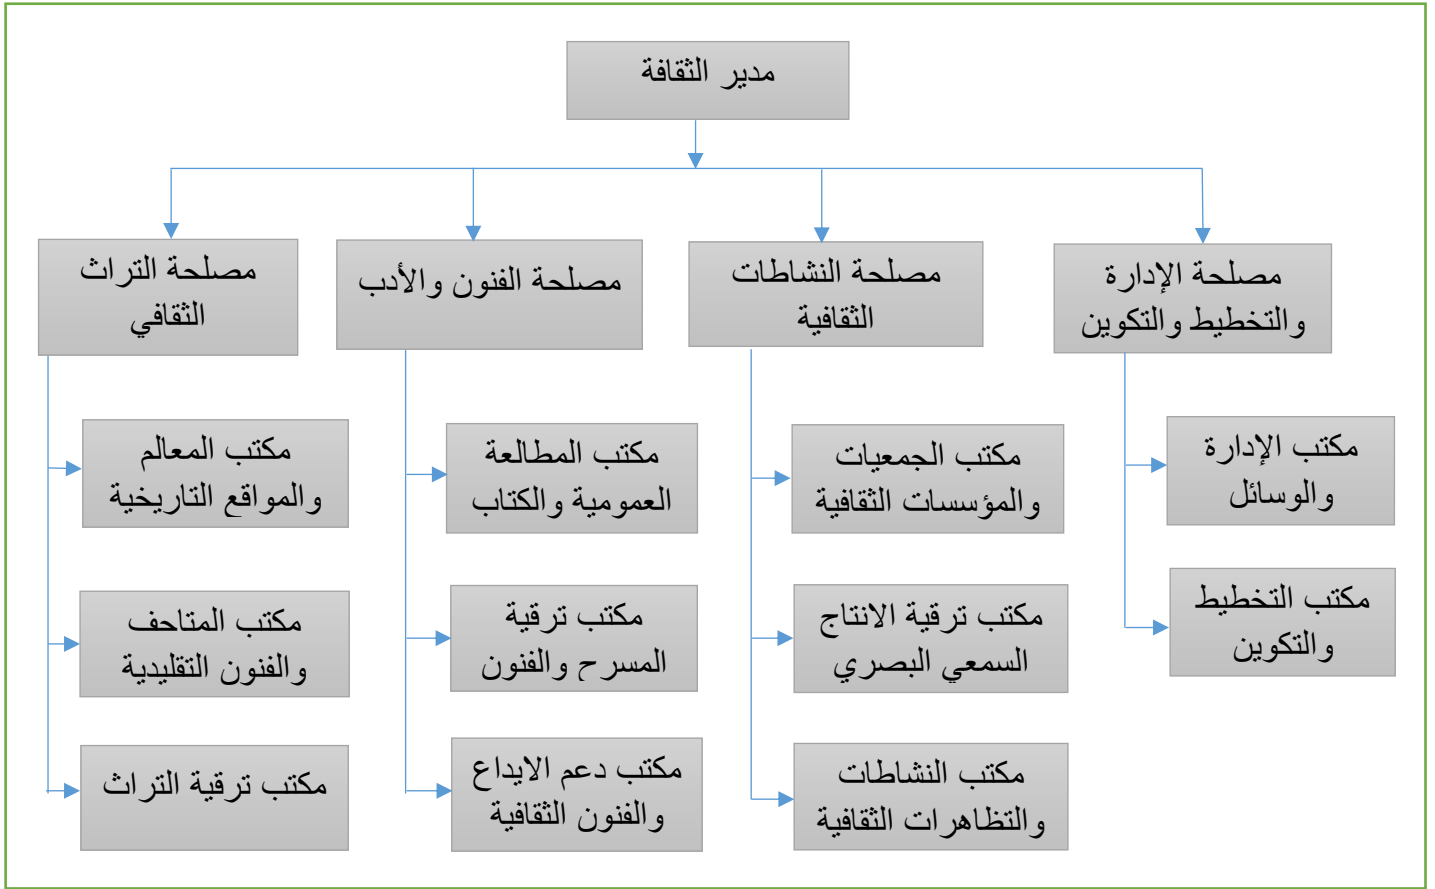 مدير الثقافة
مصلحة الإدارة
والتخطيط والتكوين
مصلحة النشاطات
الثقافية
مصلحة الفنون والأدب
مصلحة التراث
الثقافي
مكتب الإدارة
والوسائل
مكتب التخطيط
والتكوين
مكتب الجمعيات
والمؤسسات الثقافية
مكتب ترقية الانتاج
السمعي البصري
مكتب النشاطات
والتظاهرات الثقافية
مكتب المطالعة
العمومية والكتاب
مكتب ترقية
المسرح والفنون
مكتب دعم الايداع
والفنون الثقافية
مكتب المعالم
والمواقع التاريخية
مكتب المتاحف
والفنون التقليدية
مكتب ترقية التراث